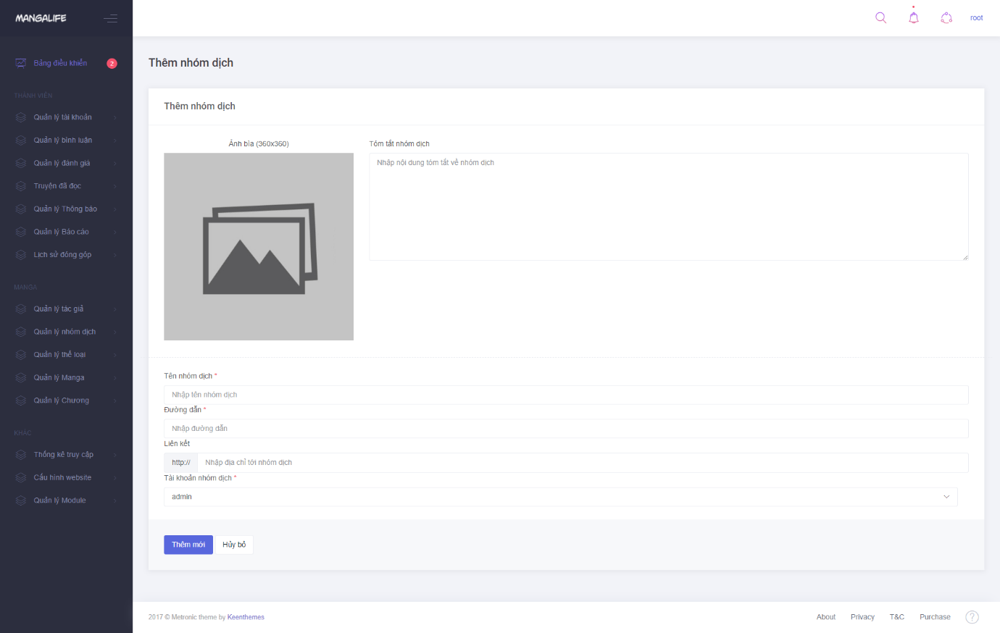 MANGALIFE
root
Bảng điều khiển
2
THÀNH VIÊN
Quản lý tài khoản
Quản lý bình luận
Quản lý đánh giá
Truyện đã đọc
Quản lý Thông báo
Quản lý Báo cáo
Lịch sử đóng góp
MANGA
Quản lý tác giả
Quản lý nhóm dịch
Quản lý thể loại
Quản lý Manga
Quản lý Chương
KHÁC
Thống kê truy cập
Cấu hình website
Quản lý Module
Thêm nhóm dịch
Thêm nhóm dịch
Ảnh bìa (360x360)
Tóm tắt nhóm dịch
Nhập nội dung tóm tắt về nhóm dịch
Tên nhóm dịch *
Nhập tên nhóm dịch
Đường dẫn *
Nhập đường dẫn
Liên kết
http:// Nhập địa chỉ tới nhóm dịch
Tài khoản nhóm dịch *
admin
Thêm mới Hủy bỏ
2017 © Metronic theme by Keenthemes
About Privacy T&C Purchase ?